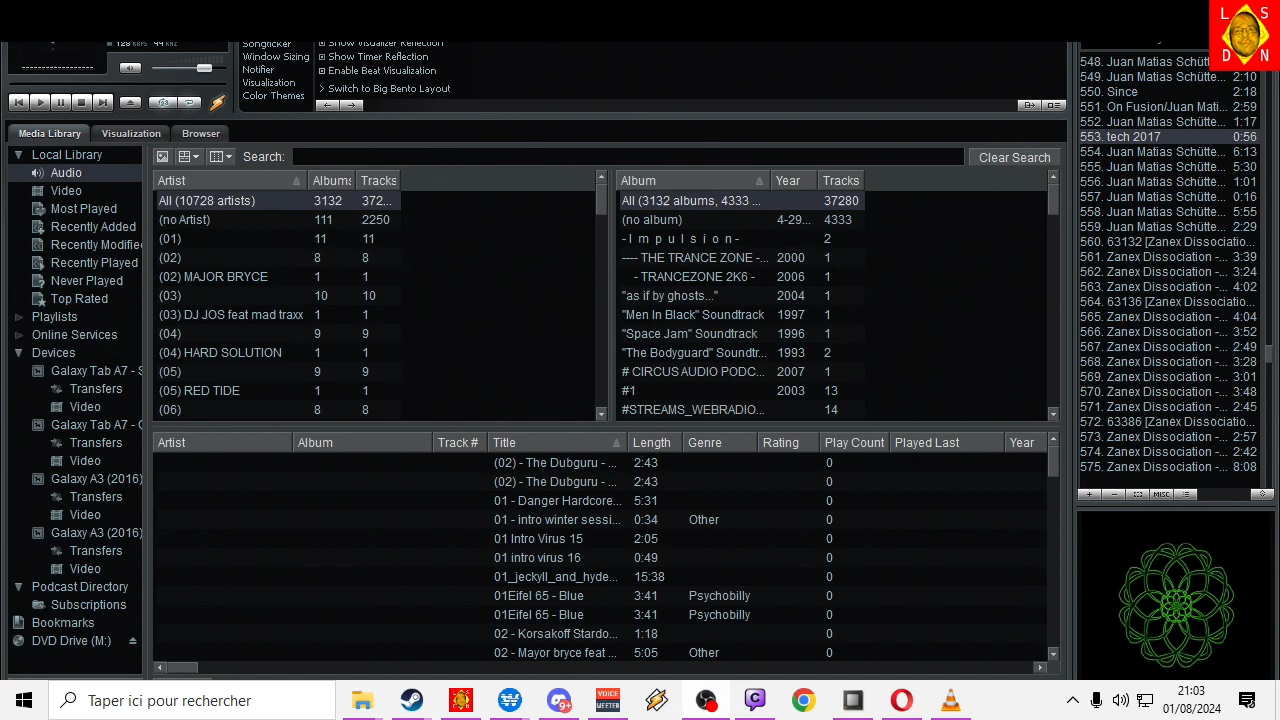 L S
D N
128 KBPS 44 KHZ
Songticker
Window Sizing
Notifier
Visualization
Color Themes
Show Visualizer Reflection
Show Timer Reflection
Enable Beat Visualization
> Switch to Big Bento Layout
Media Library
Visualization
Browser
Local Library
Audio
Video
Most Played
Recently Added
Recently Modifie
Recently Played
Never Played
Top Rated
Playlists
Online Services
Devices
Galaxy Tab A7 - S
Transfers
Video
Galaxy Tab A7 -
Transfers
Video
Galaxy A3 (2016)
Transfers
Video
Galaxy A3 (2016)
Transfers
Video
Podcast Directory
Subscriptions
Bookmarks
DVD Drive (M:)
Search:
Clear Search
Artist Albums Tracks
All (10728 artists) 3132 372...
(no Artist) 111 2250
(01) 11 11
(02) 8 8
(02) MAJOR BRYCE 1 1
(03) 10 10
(03) DJ JOS feat mad traxx 1 1
(04) 9 9
(04) HARD SOLUTION 1 1
(05) 9 9
(05) RED TIDE 1 1
(06) 8 8
Album Year Tracks
All (3132 albums, 4333 ... 37280
(no album) 4-29... 4333
- I m p u l s i o n - 2
---- THE TRANCE ZONE -... 2000 1
- TRANCEZONE 2K6 - 2006 1
"as if by ghosts..." 2004 1
"Men In Black" Soundtrack 1997 1
"Space Jam" Soundtrack 1996 1
"The Bodyguard" Soundtr... 1993 2
# CIRCUS AUDIO PODC... 2007 1
#1 2003 13
#STREAMS_WEBRADIO... 14
Artist Album Track # Title Length Genre Rating Play Count Played Last Year
(02) - The Dubguru - ... 2:43 0
(02) - The Dubguru - ... 2:43 0
01 - Danger Hardcore... 5:31 0
01 - intro winter sessi... 0:34 Other 0
01 Intro Virus 15 2:05 0
01 intro virus 16 0:49 0
01_jeckyll_and_hyde... 15:38 0
01Eifel 65 - Blue 3:41 Psychobilly 0
01Eifel 65 - Blue 3:41 Psychobilly 0
02 - Korsakoff Stardo... 1:18 0
02 - Mayor bryce feat ... 5:05 Other 0
548. Juan Matias Schütte... 2:21
549. Juan Matias Schütte... 2:10
550. Since 2:18
551. On Fusion/Juan Mati... 2:59
552. Juan Matias Schütte... 1:17
553. tech 2017 0:56
554. Juan Matias Schütte... 6:13
555. Juan Matias Schütte... 5:30
556. Juan Matias Schütte... 1:01
557. Juan Matias Schütte... 0:16
558. Juan Matias Schütte... 5:55
559. Juan Matias Schütte... 2:29
560. 63132 [Zanex Dissociatio...
561. Zanex Dissociation -... 3:39
562. Zanex Dissociation -... 3:24
563. Zanex Dissociation -... 4:02
564. 63136 [Zanex Dissociatio...
565. Zanex Dissociation -... 4:04
566. Zanex Dissociation -... 3:52
567. Zanex Dissociation -... 2:49
568. Zanex Dissociation -... 3:28
569. Zanex Dissociation -... 3:01
570. Zanex Dissociation -... 3:48
571. Zanex Dissociation -... 2:45
572. 63386 [Zanex Dissociatio...
573. Zanex Dissociation -... 2:57
574. Zanex Dissociation -... 2:42
575. Zanex Dissociation -... 8:08
MISC
Taper ici pour rechercher
9+
VOICE
MEETER
21:03
01/08/2024